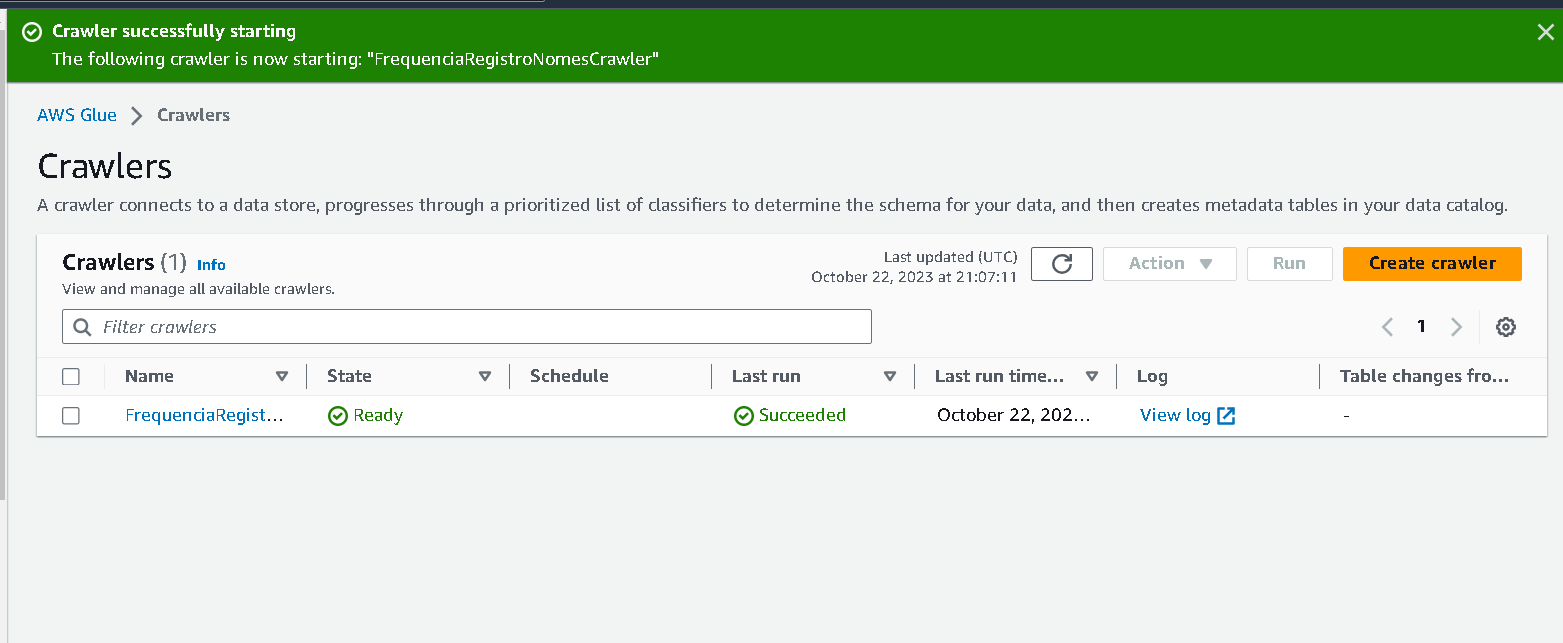 Crawler successfully starting
The following crawler is now starting: "FrequenciaRegistroNomesCrawler"
AWS Glue Crawlers
Crawlers
A crawler connects to a data store, progresses through a prioritized list of classifiers to determine the schema for your data, and then creates metadata tables in your data catalog.
Crawlers (1) Info
View and manage all available crawlers.
Last updated (UTC)
October 22, 2023 at 21:07:11
Action Run Create crawler
Filter crawlers
1
Name State Schedule Last run Last run time... Log Table changes fro...
FrequenciaRegist... Ready Succeeded October 22, 202... View log -